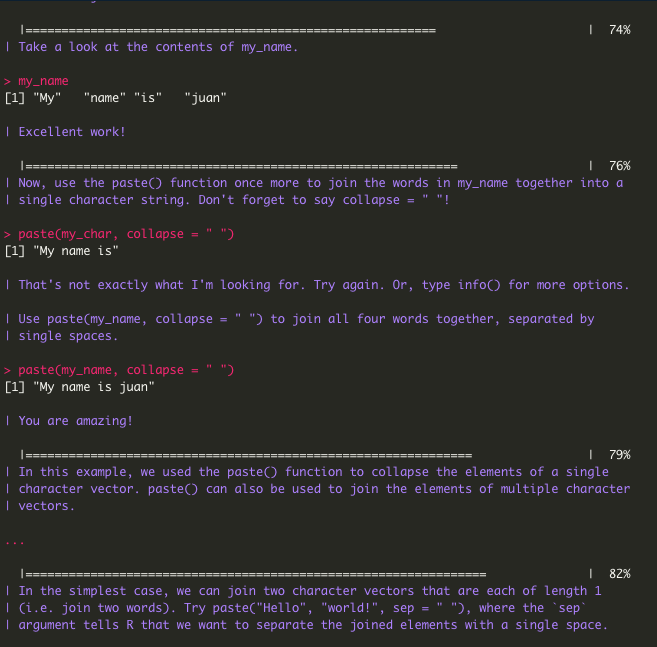 |========================================================= | 74%
| Take a look at the contents of my_name.
> my_name
[1] "My"   "name" "is"   "juan"
| Excellent work!
|============================================================ | 76%
| Now, use the paste() function once more to join the words in my_name together into a
| single character string. Don't forget to say collapse = " "!
> paste(my_char, collapse = " ")
[1] "My name is"
| That's not exactly what I'm looking for. Try again. Or, type info() for more options.
| Use paste(my_name, collapse = " ") to join all four words together, separated by
| single spaces.
> paste(my_name, collapse = " ")
[1] "My name is juan"
| You are amazing!
|============================================================== | 79%
| In this example, we used the paste() function to collapse the elements of a single
| character vector. paste() can also be used to join the elements of multiple character
| vectors.
...
|================================================================ | 82%
| In the simplest case, we can join two character vectors that are each of length 1
| (i.e. join two words). Try paste("Hello", "world!", sep = " "), where the `sep`
| argument tells R that we want to separate the joined elements with a single space.